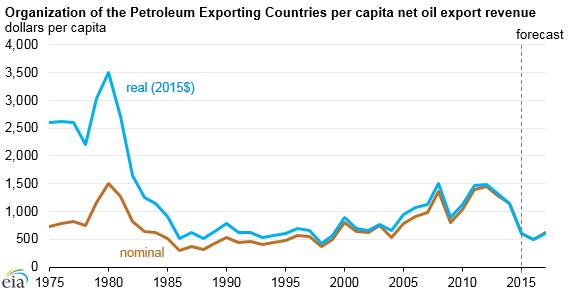 Organization of the Petroleum Exporting Countries per capita net oil export revenue
dollars per capita
forecast
4,000
3,500
3,000
2,500
2,000
1,500
1,000
500
0
real (2015$)
nominal
1975 1980 1985 1990 1995 2000 2005 2010 2015
eia